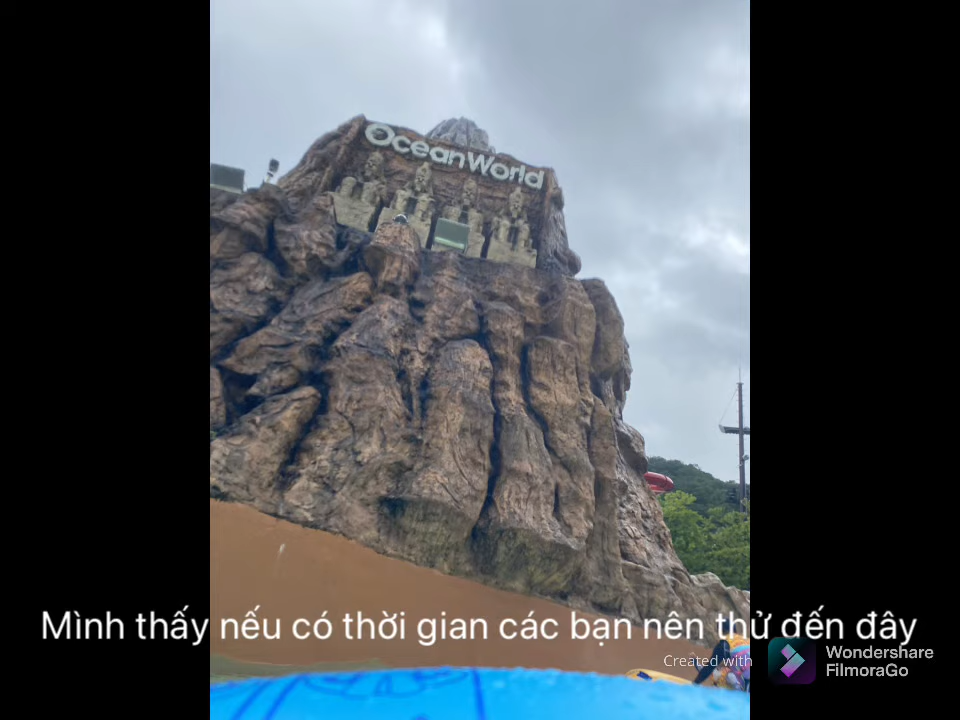 OceanWorld
Mình thấy nếu có thời gian các bạn nên thử đến đây
Created with
Wondershare
FilmoraGo